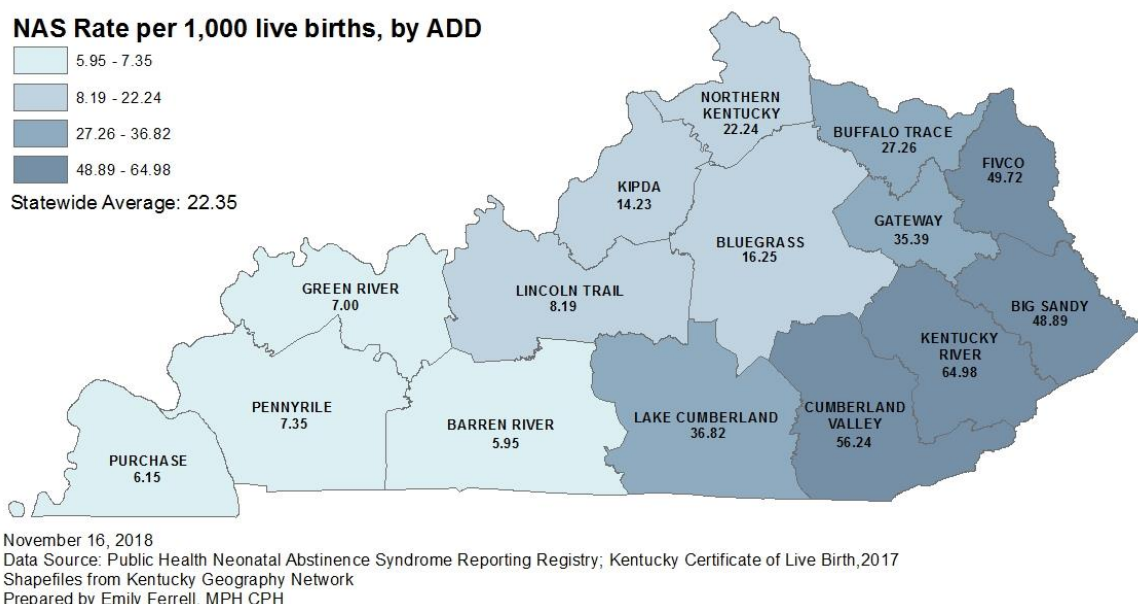 NAS Rate per 1,000 live births, by ADD
5.95 - 7.35
8.19 - 22.24
27.26 - 36.82
48.89 - 64.98
Statewide Average: 22.35
NORTHERN
KENTUCKY
22.24
BUFFALO TRACE
27.26
FIVCO
49.72
KIPDA
14.23
GATEWAY
35.39
BLUEGRASS
16.25
GREEN RIVER
7.00
LINCOLN TRAIL
8.19
BIG SANDY
48.89
KENTUCKY
RIVER
64.98
PENNYRILE
7.35
BARREN RIVER
5.95
LAKE CUMBERLAND
36.82
CUMBERLAND
VALLEY
56.24
PURCHASE
6.15
November 16, 2018
Data Source: Public Health Neonatal Abstinence Syndrome Reporting Registry; Kentucky Certificate of Live Birth,2017
Shapefiles from Kentucky Geography Network
Prepared by Emily Ferrell, MPH CPH